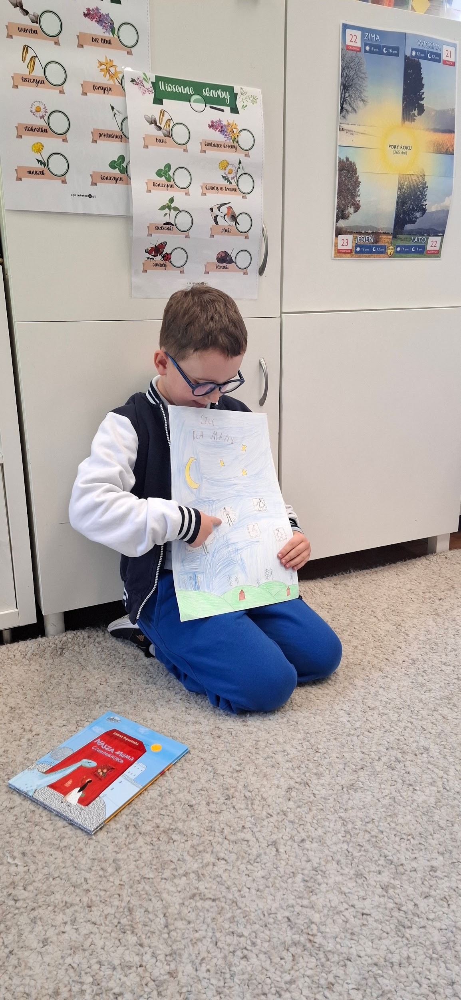 wierzba
bez lilak
leszczyna
forsycja
stokrotka
przebiśnieg
mniszek
koniczyna
© printotek a .pl
Wiosenne skarby
bazie
kwitnące krzewy
koniczyna
kwiaty w trawie
sadzonki
ptaki
owady
ślimaki
© printotek a .pl
22
GRUDNIA
ZIMA
8 godz.
16 godz.
WIOSNA
12 godz.
12 godz.
21
MARCA
PORY ROKU
(365 dni)
23
WRZEŚNIA
JESIEŃ
12 godz.
12 godz.
LATO
16 godz.
8 godz.
22
CZERWCA
Czar
DLA MAMY
Joanna Papuzińska
NASZA MAMA
CZARODZIEJKA